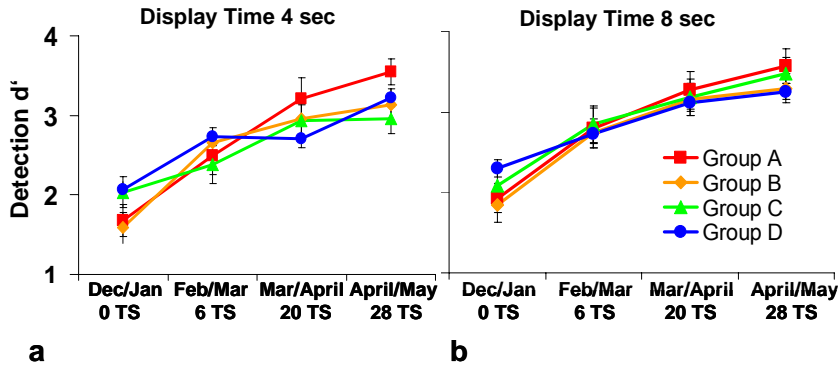 Display Time 4 sec
Detection d'
4
3
2
1
Dec/Jan Feb/Mar Mar/April April/May
0 TS 6 TS 20 TS 28 TS
a
Display Time 8 sec
Group A
Group B
Group C
Group D
Dec/Jan Feb/Mar Mar/April April/May
0 TS 6 TS 20 TS 28 TS
b